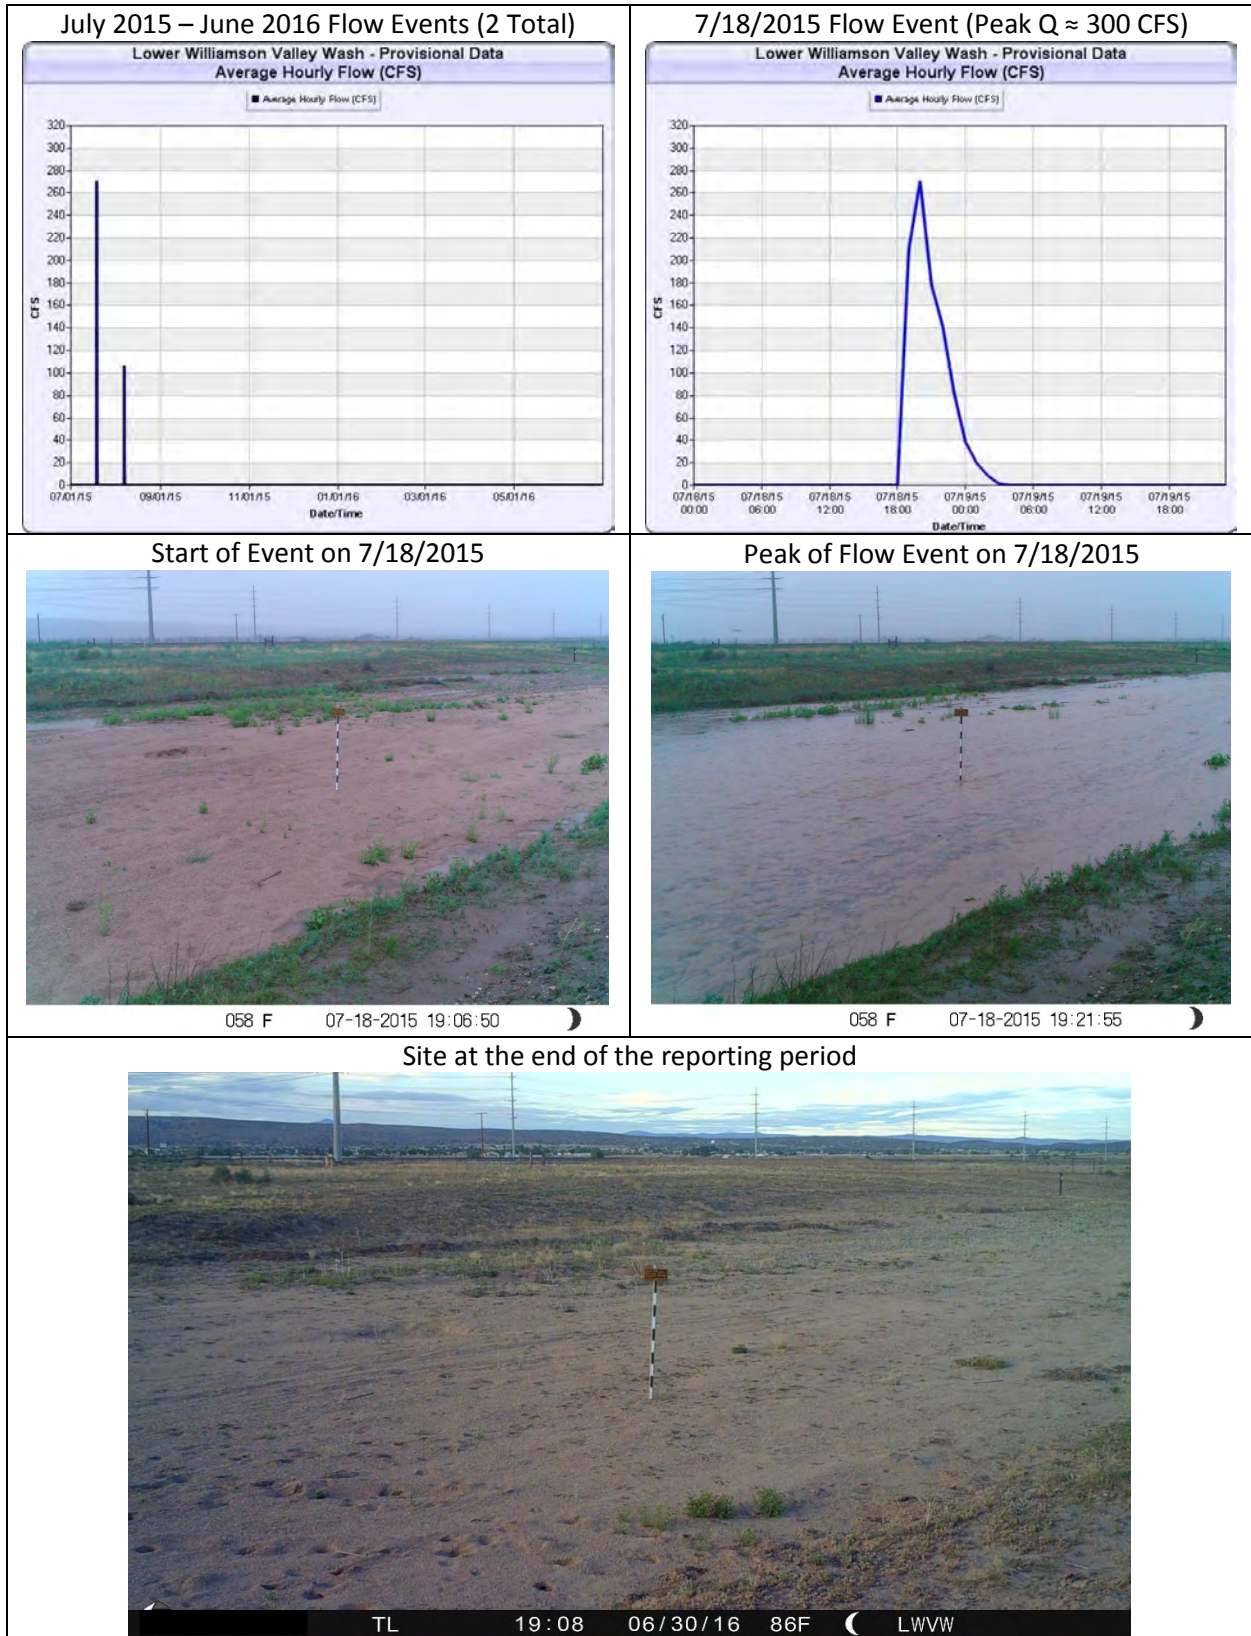 July 2015 – June 2016 Flow Events (2 Total)
Lower Williamson Valley Wash - Provisional Data
Average Hourly Flow (CFS)
Average Hourly Flow (CFS)
320
300
280
260
240
220
200
180
160
140
120
100
80
60
40
20
0
CFS
07/01/15 09/01/15 11/01/15 01/01/16 03/01/16 05/01/16
Date/Time
7/18/2015 Flow Event (Peak Q ≈ 300 CFS)
Lower Williamson Valley Wash - Provisional Data
Average Hourly Flow (CFS)
Average Hourly Flow (CFS)
320
300
280
260
240
220
200
180
160
140
120
100
80
60
40
20
0
CFS
07/18/15 07/18/15 07/18/15 07/18/15 07/19/15 07/19/15 07/19/15 07/19/15
00:00 06:00 12:00 18:00 00:00 06:00 12:00 18:00
Date/Time
Start of Event on 7/18/2015
058 F 07-18-2015 19:06:50
Peak of Flow Event on 7/18/2015
058 F 07-18-2015 19:21:55
Site at the end of the reporting period
TL 19:08 06/30/16 86F LWVW